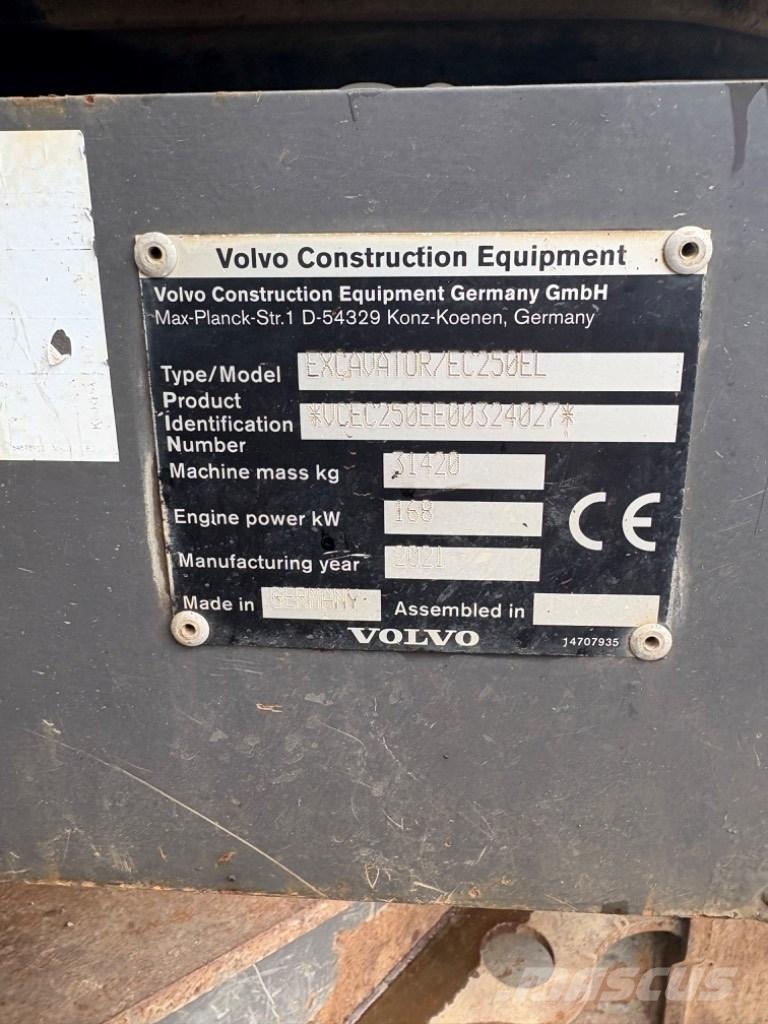 Volvo Construction Equipment
Volvo Construction Equipment Germany GmbH
Max-Planck-Str.1 D-54329 Konz-Koenen, Germany
Type/Model EXCAVATOR/EC250EL
Product
Identification *VCEC250EE00324027*
Number
Machine mass kg 31420
Engine power kW 168
Manufacturing year 2021
CE
Made in GERMANY Assembled in
VOLVO 14707935
MASCUS